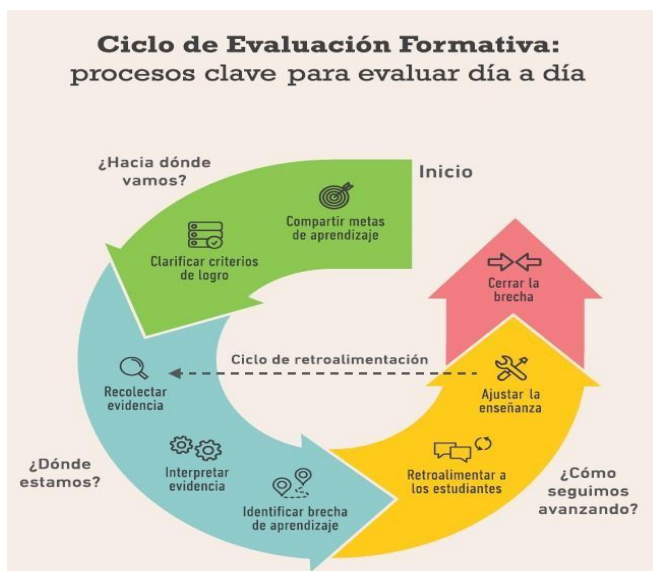 Ciclo de Evaluación Formativa:
procesos clave para evaluar día a día
¿Hacia dónde
vamos?
Inicio
Compartir metas
de aprendizaje
Clarificar criterios
de logro
Cerrar la
brecha
Ciclo de retroalimentación
Recolectar
evidencia
Ajustar la
enseñanza
¿Dónde
estamos?
Interpretar
evidencia
Identificar brecha
de aprendizaje
Retroalimentar a
los estudiantes
¿Cómo
seguimos
avanzando?